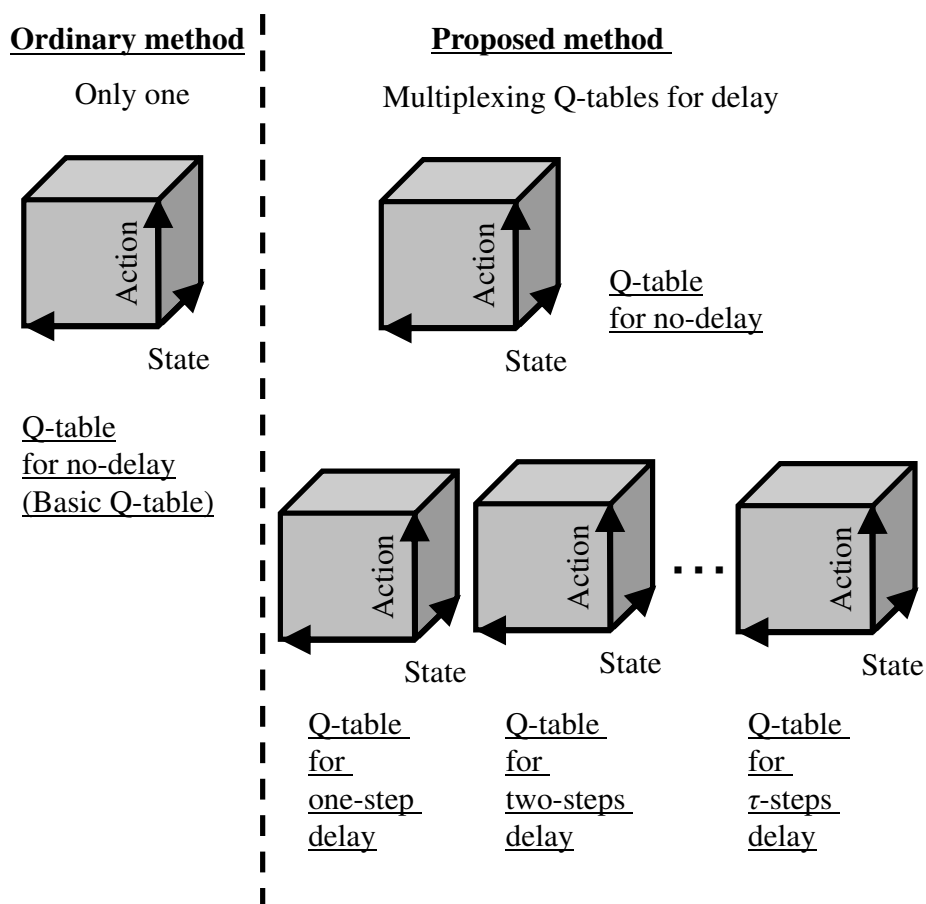 Ordinary method
Only one
Action
State
Q-table
for no-delay
(Basic Q-table)
Proposed method
Multiplexing Q-tables for delay
Action
State
Q-table
for no-delay
Action
State
Q-table
for
one-step
delay
Action
State
Q-table
for
two-steps
delay
...
Action
State
Q-table
for
τ-steps
delay